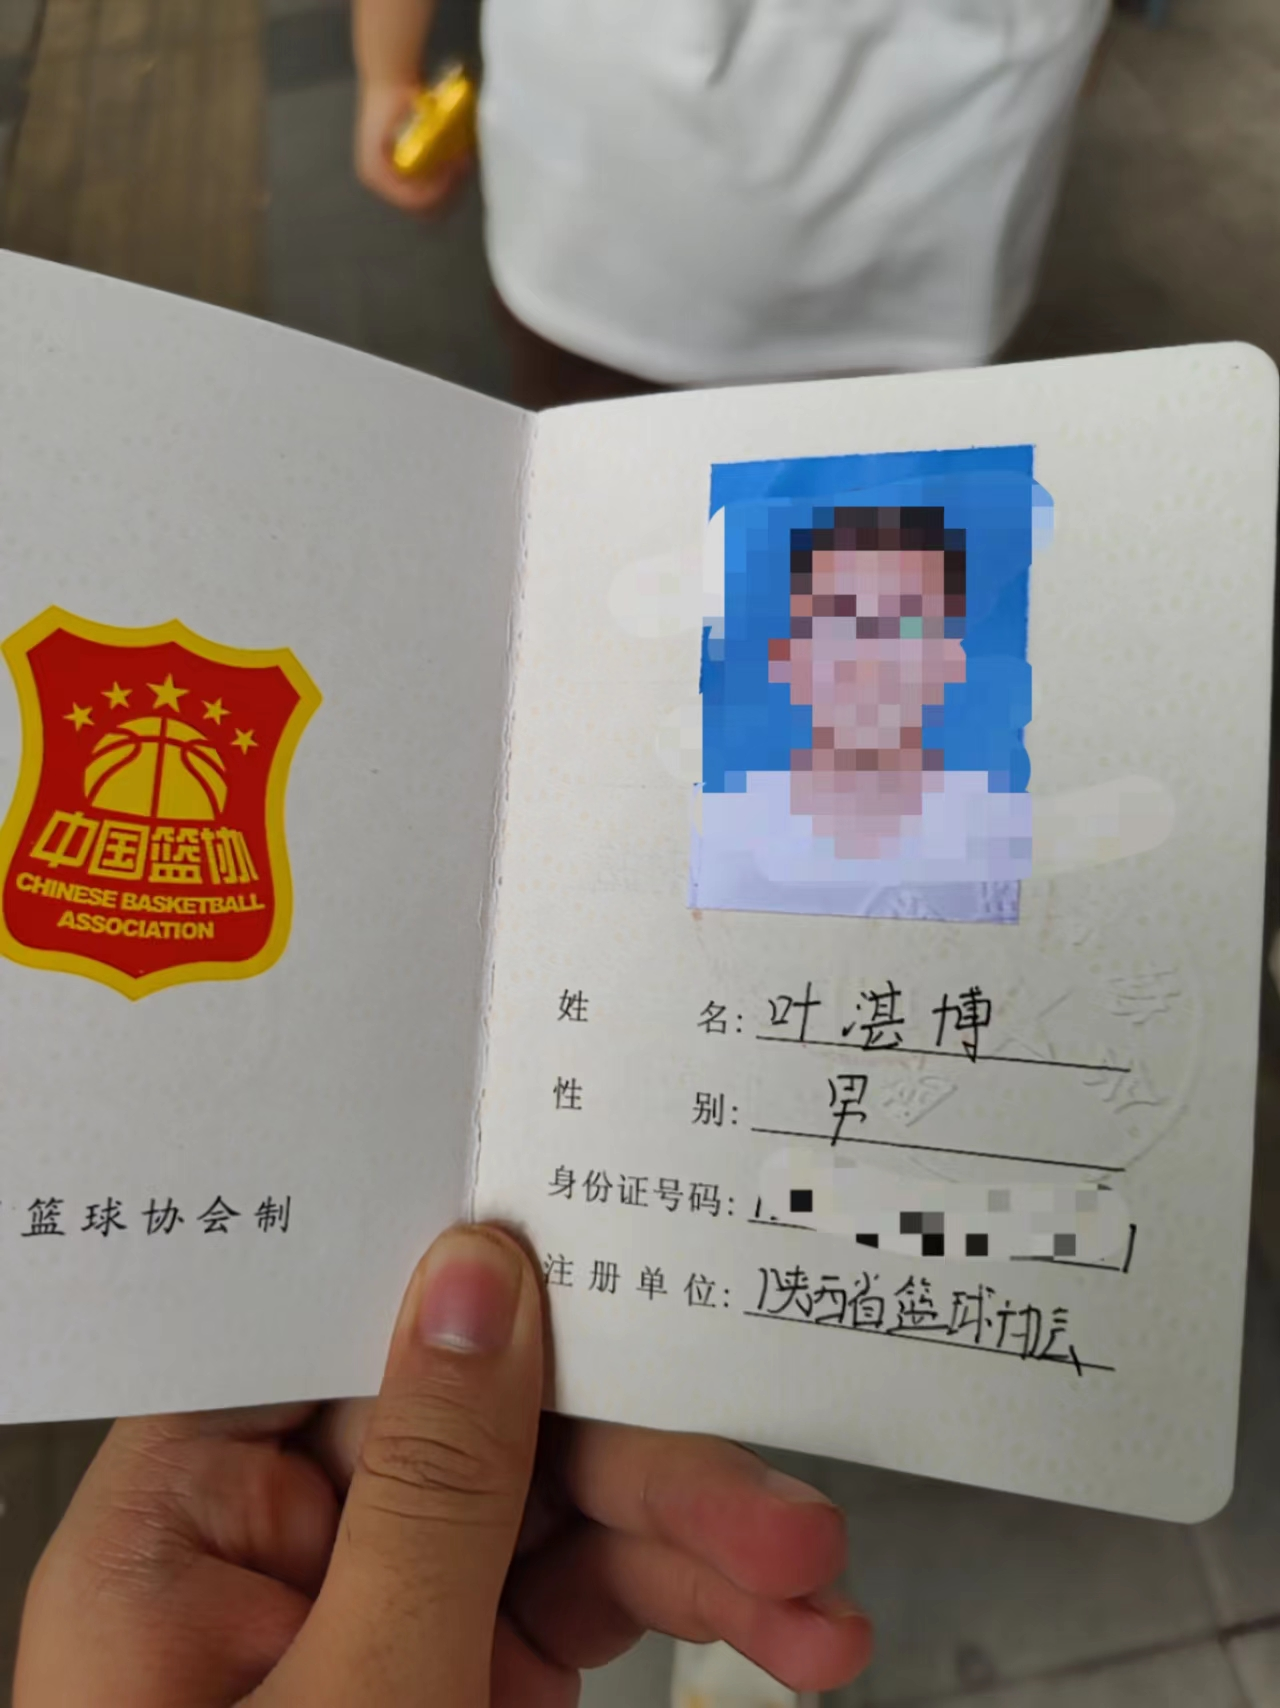 中国篮协
CHINESE BASKETBALL
ASSOCIATION
篮球协会制
姓名：叶湛博
性别：男
身份证号码：
注册单位：陕西省篮球协会